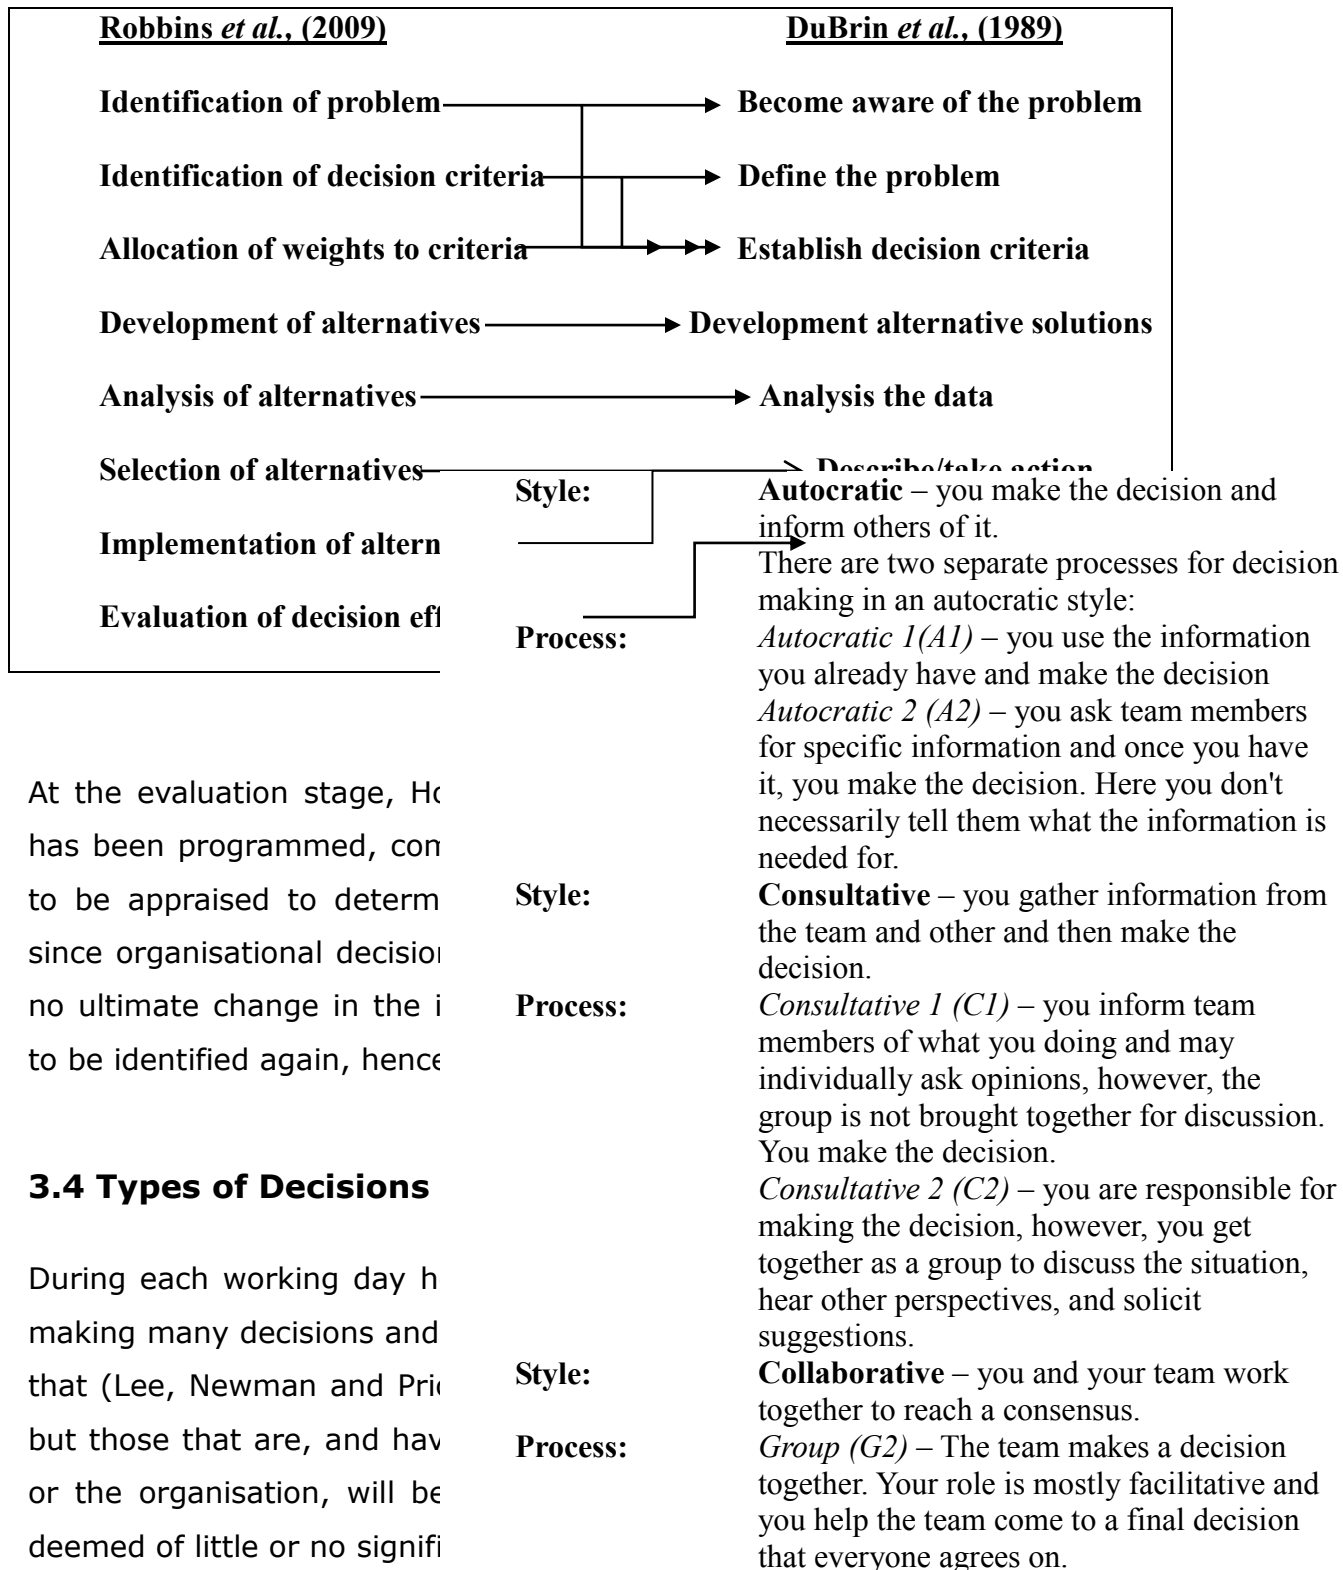 Robbins et al., (2009) DuBrin et al., (1989)
Identification of problem Become aware of the problem
Identification of decision criteria Define the problem
Allocation of weights to criteria Establish decision criteria
Development of alternatives Development alternative solutions
Analysis of alternatives Analysis the data
Selection of alternatives Describe/take action
Implementation of altern
Evaluation of decision eff
At the evaluation stage, Ho
has been programmed, con
to be appraised to determ
since organisational decision
no ultimate change in the i
to be identified again, hence
3.4 Types of Decisions
During each working day h
making many decisions and
that (Lee, Newman and Pric
but those that are, and hav
or the organisation, will be
deemed of little or no signifi
Style: Autocratic – you make the decision and
inform others of it.
There are two separate processes for decision
making in an autocratic style:
Process: Autocratic 1(A1) – you use the information
you already have and make the decision
Autocratic 2 (A2) – you ask team members
for specific information and once you have
it, you make the decision. Here you don't
necessarily tell them what the information is
needed for.
Style: Consultative – you gather information from
the team and other and then make the
decision.
Process: Consultative 1 (C1) – you inform team
members of what you doing and may
individually ask opinions, however, the
group is not brought together for discussion.
You make the decision.
Consultative 2 (C2) – you are responsible for
making the decision, however, you get
together as a group to discuss the situation,
hear other perspectives, and solicit
suggestions.
Style: Collaborative – you and your team work
together to reach a consensus.
Process: Group (G2) – The team makes a decision
together. Your role is mostly facilitative and
you help the team come to a final decision
that everyone agrees on.